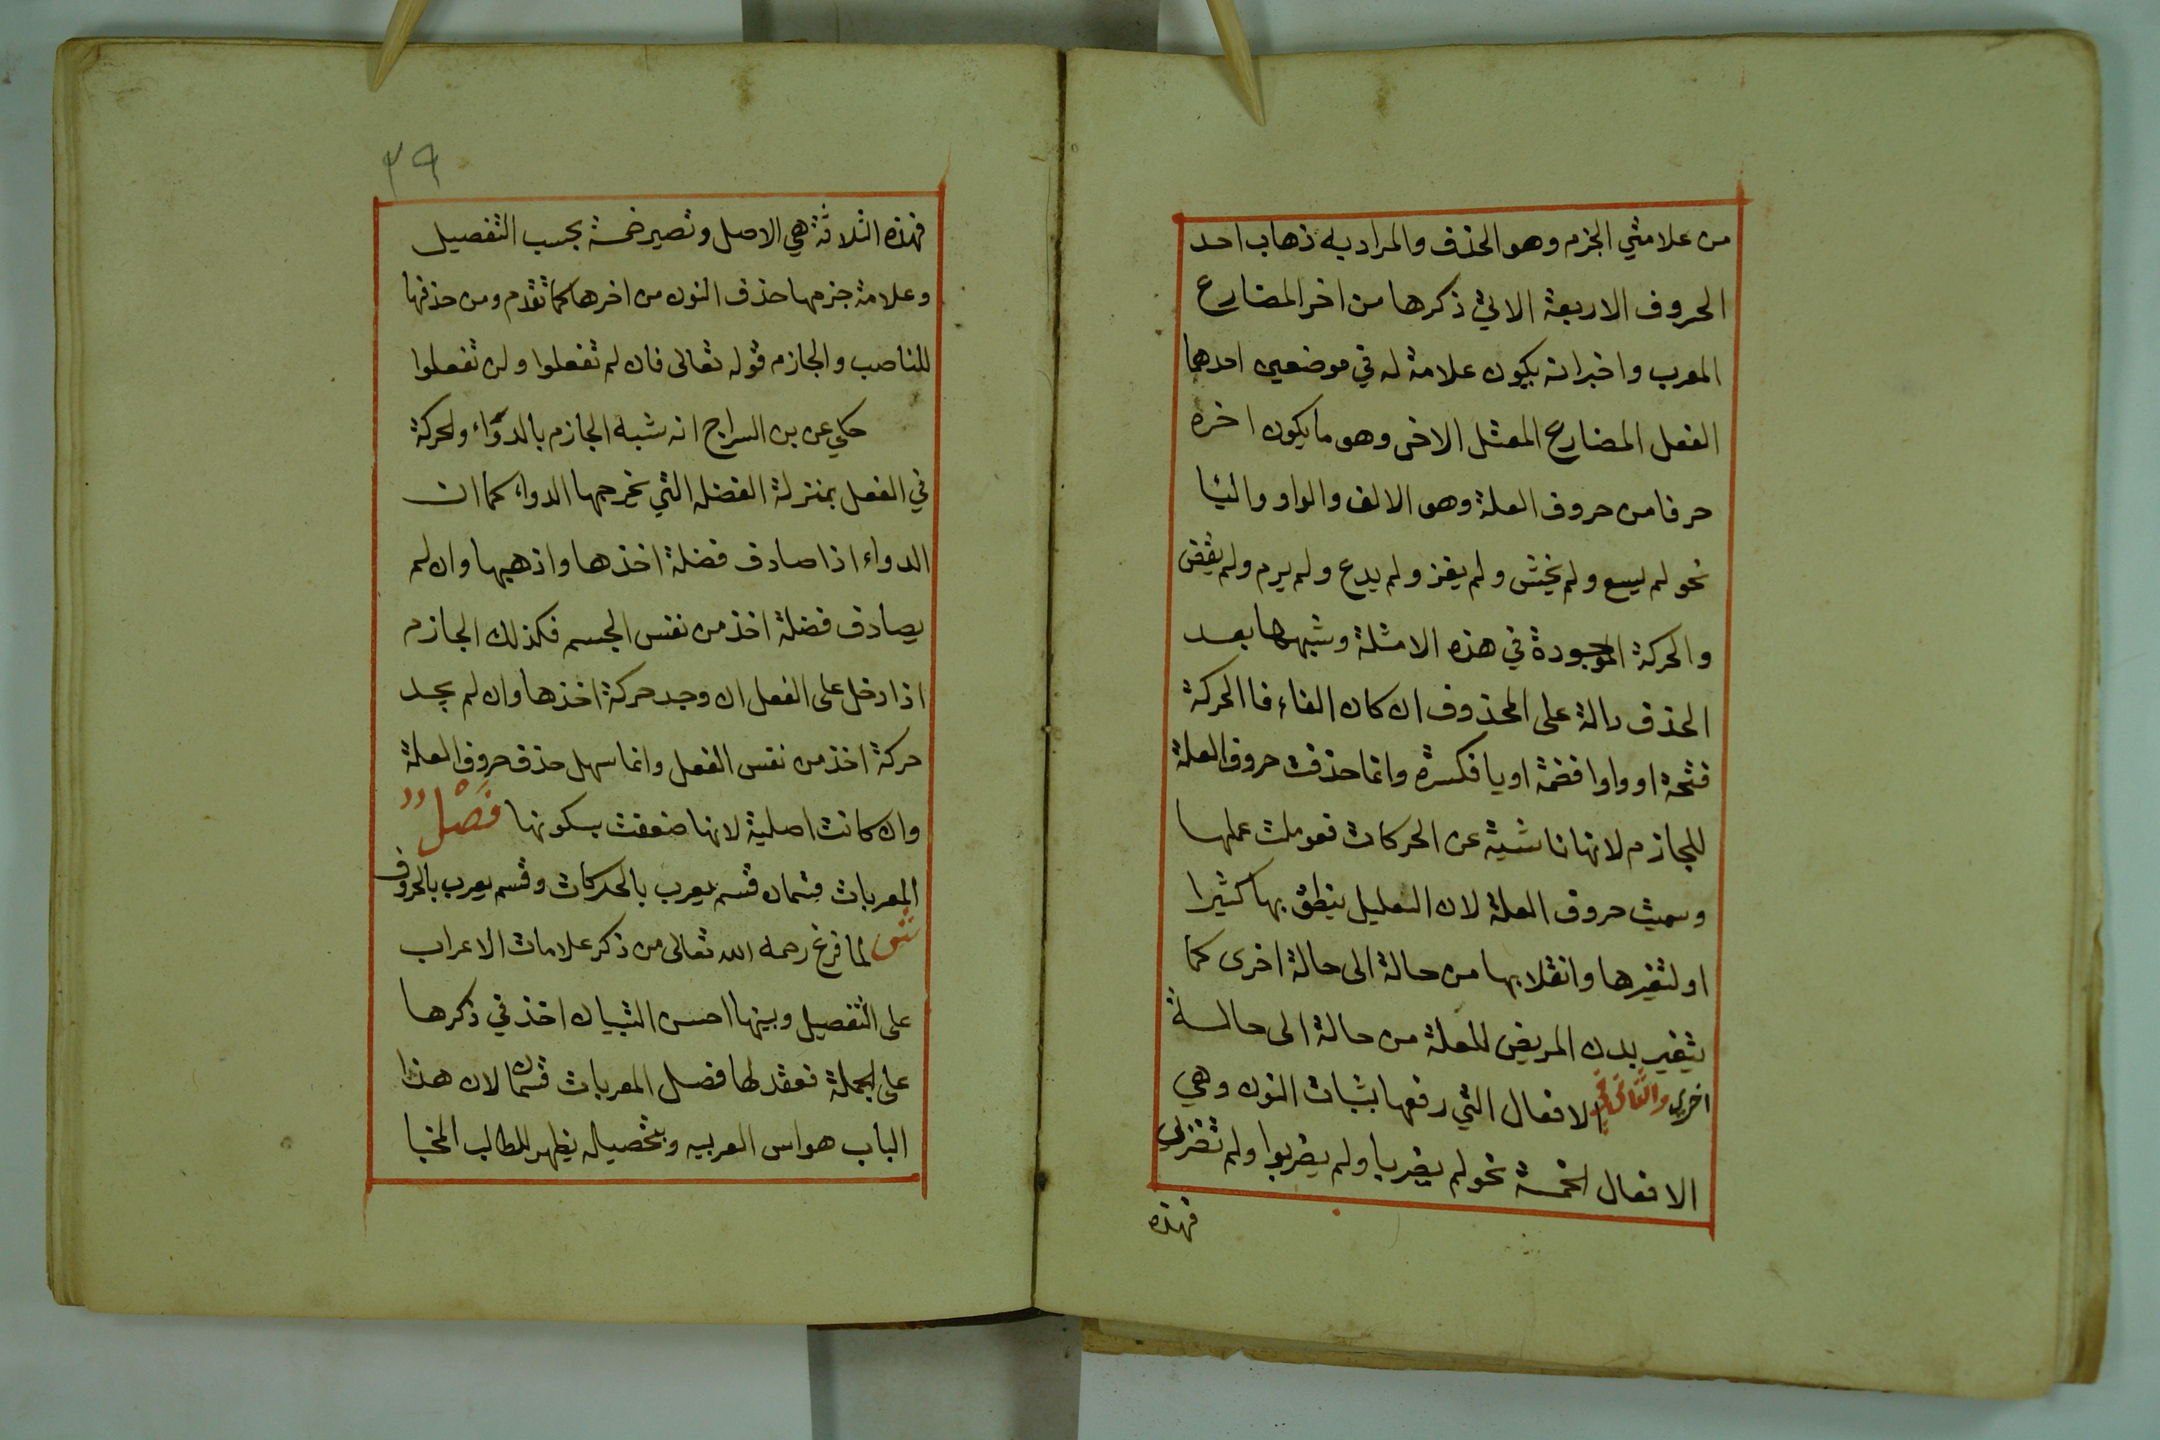 من علامتي الجزم وهو الحذف والمراد به ذهاب احد
الحروف الاربعة الاتي ذكرها من اخر المضارع
المعرب واخبر انه يكون علامة له في موضعين احدهما
الفعل المضارع المعتل الاخر وهو ما يكون اخره
حرفا من حروف العلة وهو الالف والواو واليا
نحو لم يسع ولم يخش ولم يغز ولم يدع ولم يرم ولم يقض
والحركة الموجودة في هذه الامثلة وشبهها بعد
الحذف دالة على المحذوف ان كان الفاء فاالحركة
فتحة او واوا فضمة او يا فكسرة وانما حذفت حروف العلة
للجازم لانها ناشية عن الحركات فعوملت عملها
وسميت حروف العلة لان العليل ينطق بها كثيرا
او لتغيرها وانقلابها من حالة الى حالة اخرى كما
يتغير بدن المريض للعلة من حالة الى حالة
اخرى والثاني في الافعال التي رفعها بثبات النون وهي
الافعال الخمسة نحو لم يضربا ولم يضربوا ولم تضربي
فهذه
٢٩
فهذه الثلاثة هي الاصل وتصير خمسة بحسب التفصيل
وعلامة جزمها حذف النون من اخرها كما تقدم ومن حذفها
للناصب والجازم قوله تعالى فان لم تفعلوا ولن تفعلوا
حكي عن بن السراج انه شبه الجازم بالدواء والحركة
في الفعل بمنزلة الفضلة التي يخرجها الدواء كما ان
الدواء اذا صادف فضلة اخذها واذهبها وان لم
يصادف فضلة اخذ من نفس الجسم فكذلك الجازم
اذا دخل على الفعل ان وجد حركة اخذها وان لم يجد
حركة اخذ من نفس الفعل وانما سهل حذف حروف العلة
وان كانت اصلية لانها ضعفت بسكونها فصل
المعربات قسمان قسم يعرب بالحركات وقسم يعرب بالحروف
ش لما فرغ رحمه الله تعالى من ذكر علامات الاعراب
على التفصيل وبينها احسن التبيان اخذ في ذكرها
على الجملة فعقد لها فصل المعربات قسمان لان هذا
الباب هو اس العربيه وبتحصيله يظهر للطالب المخبا